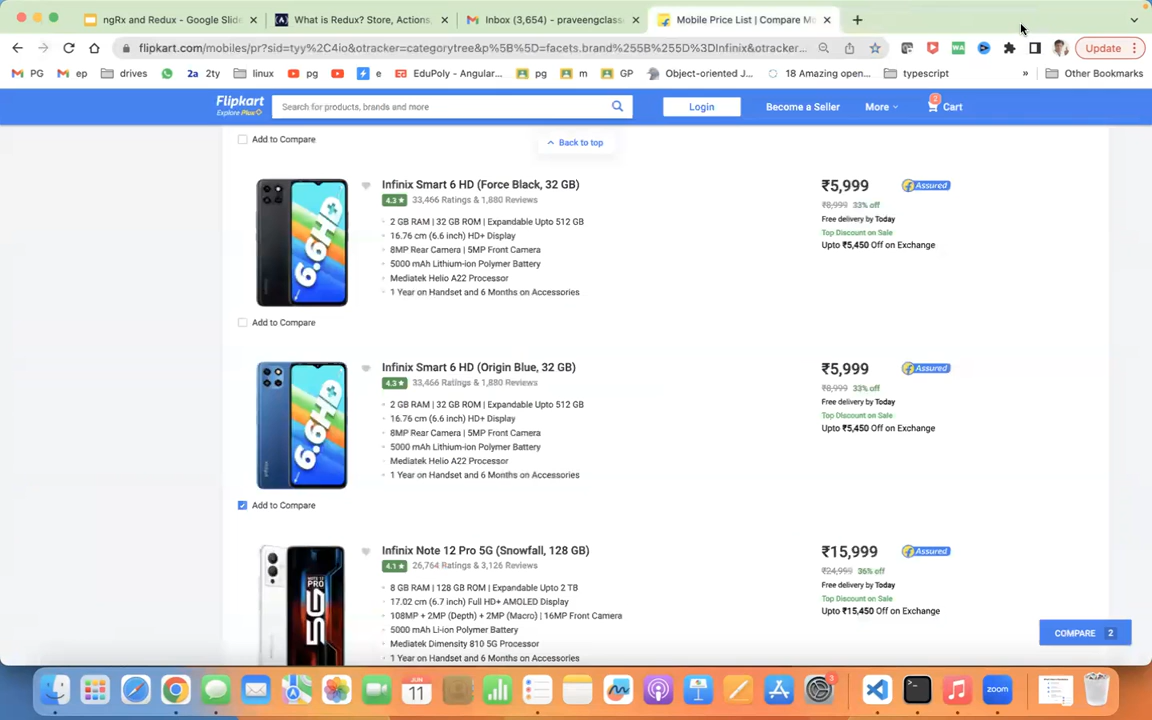 ngRx and Redux - Google Slide
What is Redux? Store, Actions,
Inbox (3,654) - praveengclass
Mobile Price List | Compare Mo
flipkart.com/mobiles/pr?sid=tyy%2C4io&otracker=categorytree&p%5B%5D=facets.brand%255B%255D%3DInfinix&otracker...
Update
PG
ep
drives
2ty
linux
pg
e
EduPoly - Angular...
pg
m
GP
Object-oriented J...
18 Amazing open...
typescript
»
Other Bookmarks
Flipkart
Explore Plus
Search for products, brands and more
Login
Become a Seller
More
2
Cart
Add to Compare
Back to top
Infinix Smart 6 HD (Force Black, 32 GB)
4.3 ★ 33,466 Ratings & 1,880 Reviews
2 GB RAM | 32 GB ROM | Expandable Upto 512 GB
16.76 cm (6.6 inch) HD+ Display
8MP Rear Camera | 5MP Front Camera
5000 mAh Lithium-ion Polymer Battery
Mediatek Helio A22 Processor
1 Year on Handset and 6 Months on Accessories
₹5,999
Assured
₹8,999 33% off
Free delivery by Today
Top Discount on Sale
Upto ₹5,450 Off on Exchange
6.6HD+
Add to Compare
Infinix Smart 6 HD (Origin Blue, 32 GB)
4.3 ★ 33,466 Ratings & 1,880 Reviews
2 GB RAM | 32 GB ROM | Expandable Upto 512 GB
16.76 cm (6.6 inch) HD+ Display
8MP Rear Camera | 5MP Front Camera
5000 mAh Lithium-ion Polymer Battery
Mediatek Helio A22 Processor
1 Year on Handset and 6 Months on Accessories
₹5,999
Assured
₹8,999 33% off
Free delivery by Today
Top Discount on Sale
Upto ₹5,450 Off on Exchange
6.6HD+
Add to Compare
Infinix Note 12 Pro 5G (Snowfall, 128 GB)
4.1 ★ 26,764 Ratings & 3,126 Reviews
8 GB RAM | 128 GB ROM | Expandable Upto 2 TB
17.02 cm (6.7 inch) Full HD+ AMOLED Display
108MP + 2MP (Depth) + 2MP (Macro) | 16MP Front Camera
5000 mAh Li-ion Polymer Battery
Mediatek Dimensity 810 5G Processor
1 Year on Handset and 6 Months on Accessories
₹15,999
Assured
₹24,999 36% off
Free delivery by Today
Top Discount on Sale
Upto ₹15,450 Off on Exchange
NOTE 12
PRO
5G
COMPARE 2
JUN
11
3
zoom